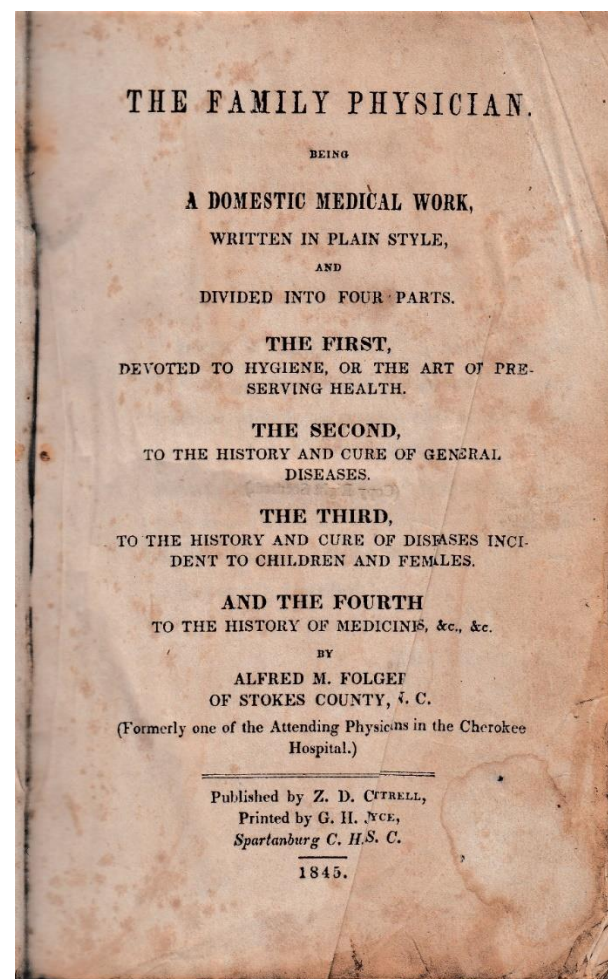 THE FAMILY PHYSICIAN.
BEING
A DOMESTIC MEDICAL WORK,
WRITTEN IN PLAIN STYLE,
AND
DIVIDED INTO FOUR PARTS.
THE FIRST,
DEVOTED TO HYGIENE, OR THE ART OF PRE-
SERVING HEALTH.
THE SECOND,
TO THE HISTORY AND CURE OF GENERAL
DISEASES.
THE THIRD,
TO THE HISTORY AND CURE OF DISEASES INCI-
DENT TO CHILDREN AND FEMALES.
AND THE FOURTH
TO THE HISTORY OF MEDICINES, &c., &c.
BY
ALFRED M. FOLGER
OF STOKES COUNTY, N. C.
(Formerly one of the Attending Physicians in the Cherokee
Hospital.)
Published by Z. D.
Printed by G. H.
Spartanburg C. H. S. C.
1845.